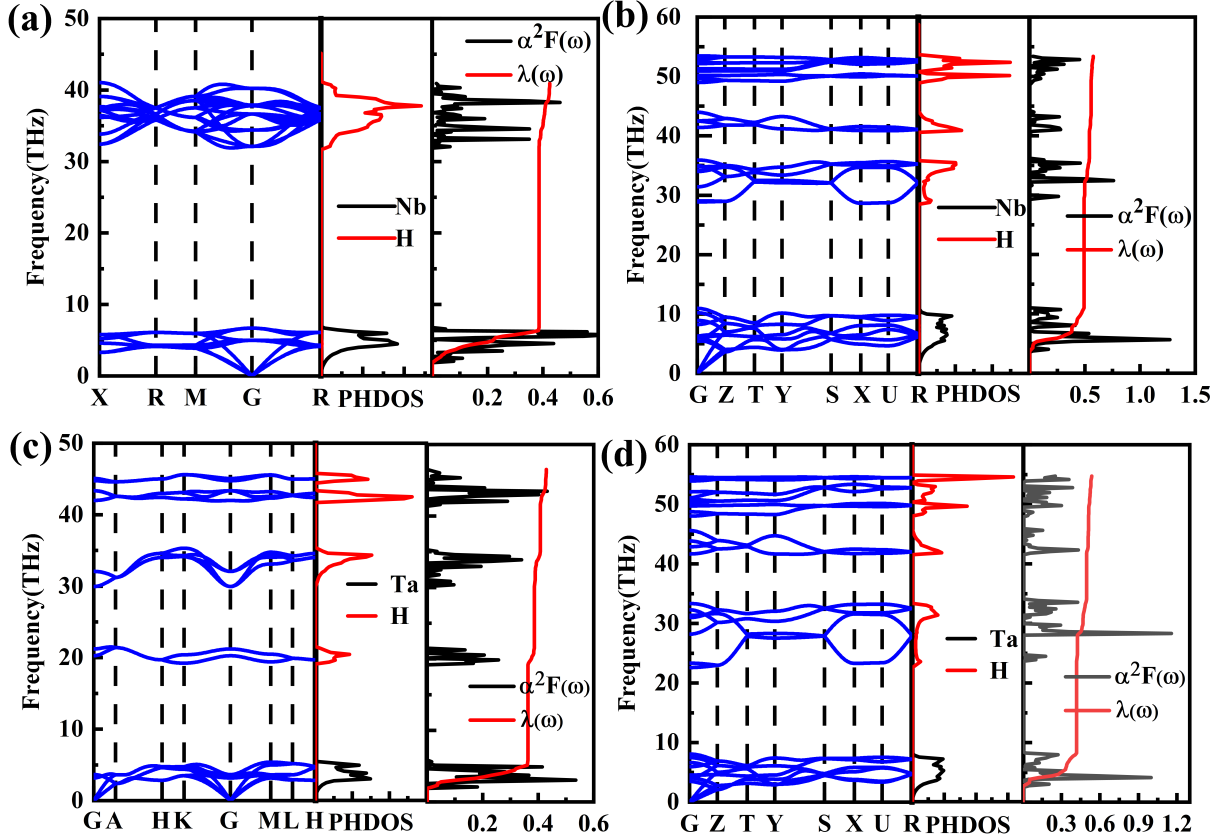 (a)
50
40
30
20
10
0
Frequency(THz)
X R M G R PHDOS 0.2 0.4 0.6
Nb
H
α²F(ω)
λ(ω)
(b)
60
50
40
30
20
10
0
Frequency(THz)
G Z T Y S X U R PHDOS 0.5 1.0 1.5
Nb
H
α²F(ω)
λ(ω)
(c)
50
40
30
20
10
0
Frequency(THz)
G A H K G M L H PHDOS 0.2 0.4
Ta
H
α²F(ω)
λ(ω)
(d)
60
50
40
30
20
10
0
Frequency(THz)
G Z T Y S X U R PHDOS 0.3 0.6 0.9 1.2
Ta
H
α²F(ω)
λ(ω)